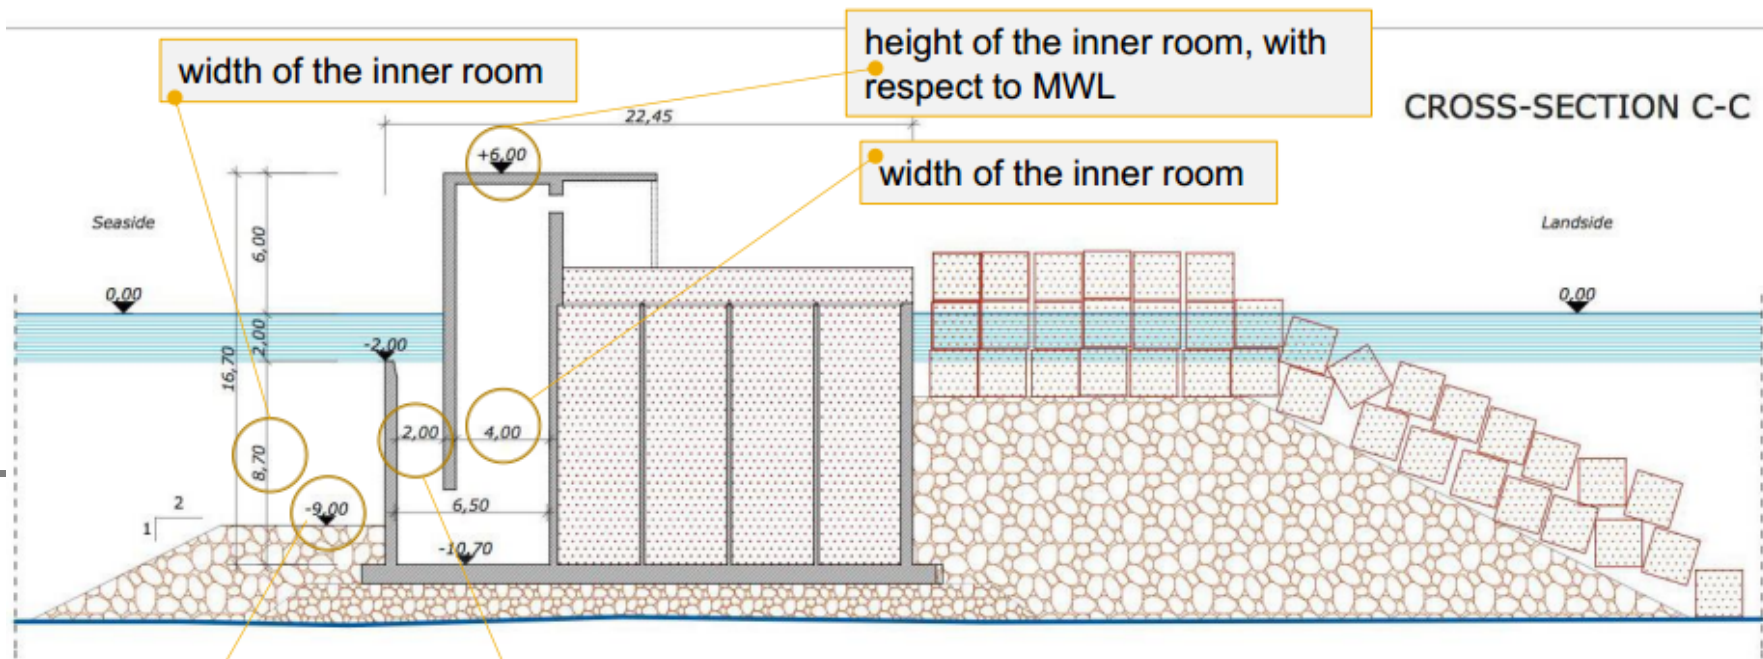 height of the inner room, with
respect to MWL
width of the inner room
CROSS-SECTION C-C
22,45
+6,00
width of the inner room
Seaside
Landside
6,00
0,00
0,00
2,00
-2,00
16,70
2,00
4,00
8,70
6,50
-9,00
2
1
-10,70